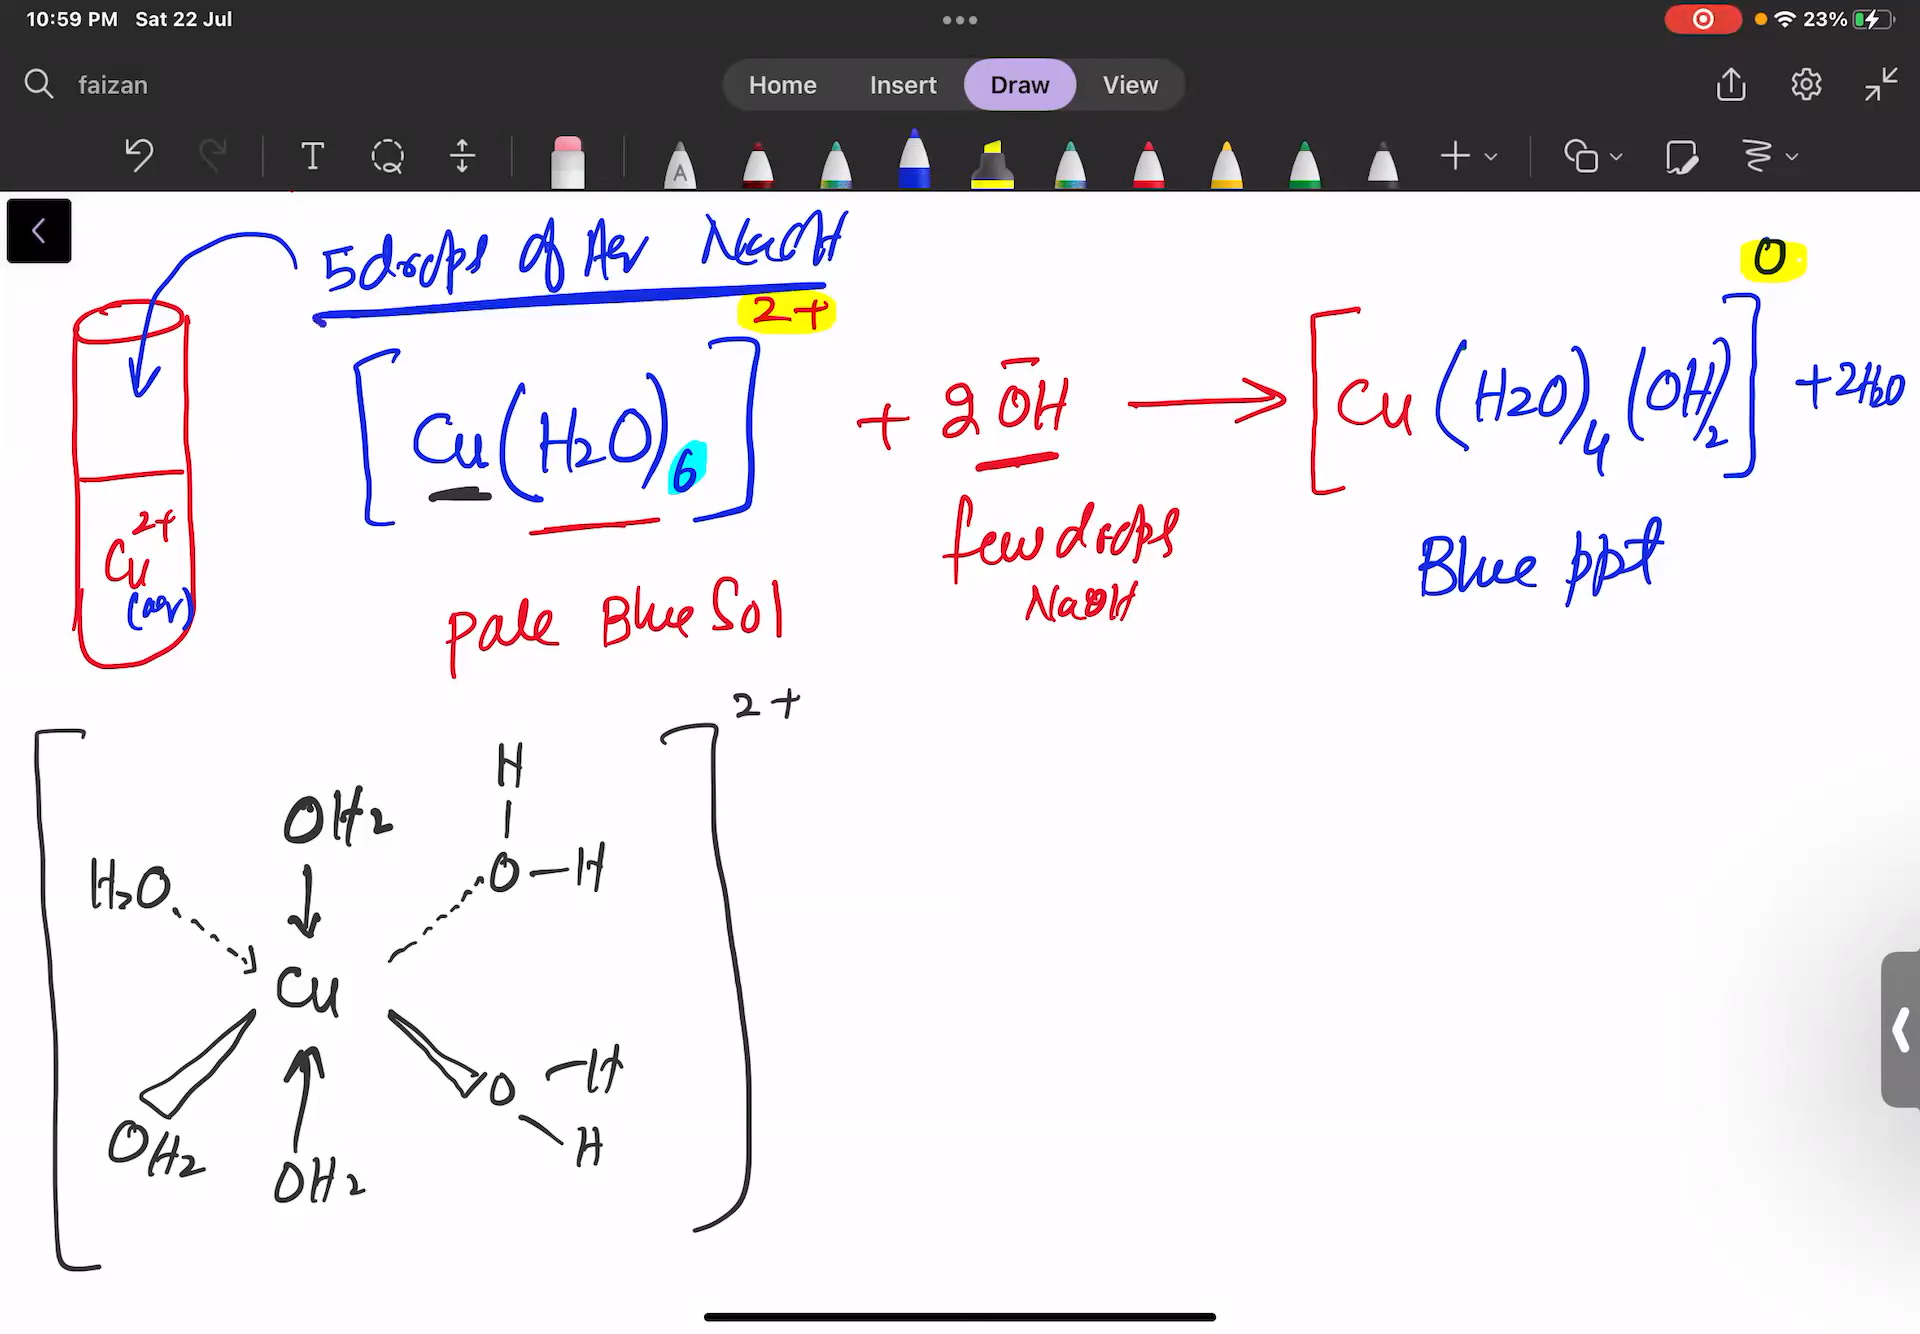 10:59 PM Sat 22 Jul
23%
faizan
Home Insert Draw View
T
A
5 drops of Aq NaOH
[Cu(H2O)6]2+ + 2 OH- → [Cu(H2O)4(OH)2]0 + 2H2O
Cu2+
(aq)
pale Blue Sol
few drops
NaOH
Blue ppt
2+
H
OH2
H2O
O-H
Cu
O -H
OH2
H
OH2